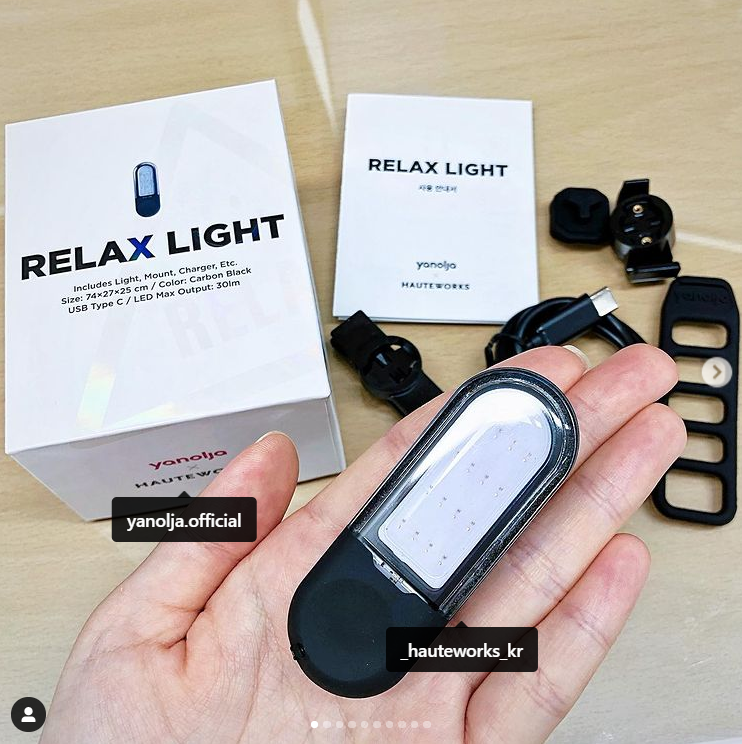 RELAX LIGHT
Includes Light, Mount, Charger, Etc.
Size: 74×27×25 cm / Color: Carbon Black
USB Type C / LED Max Output: 30lm
yanolja
×
HAUTEWO
RELAX LIGHT
사용 안내서
yanolja
×
HAUTEWORKS
yanolja
yanolja.official
_hauteworks_kr